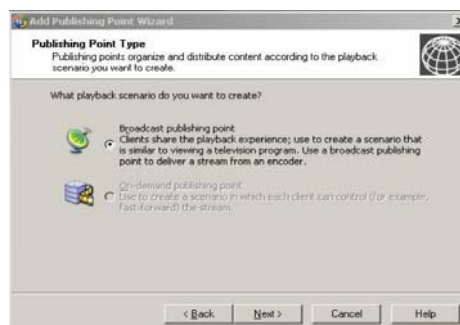 Add Publishing Point Wizard
Publishing Point Type
Publishing points organize and distribute content according to the playback
scenario you want to create.
What playback scenario do you want to create?
Broadcast publishing point
Clients share the playback experience; use to create a scenario that
is similar to viewing a television program. Use a broadcast publishing
point to deliver a stream from an encoder.
On-demand publishing point
Use to create a scenario in which each client can control (for example,
fast-forward) the stream.
< Back
Next >
Cancel
Help